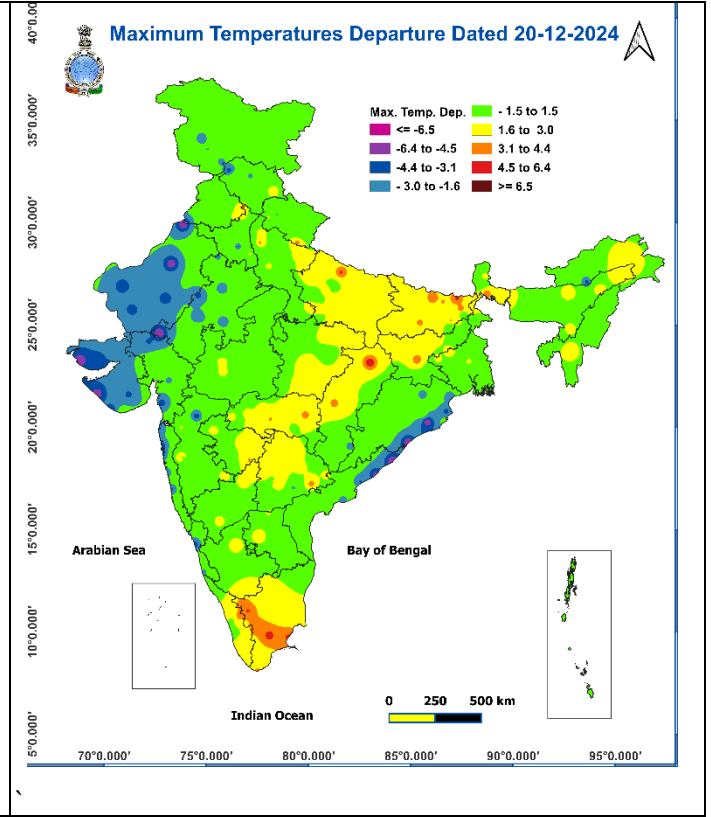 Maximum Temperatures Departure Dated 20-12-2024
Max. Temp. Dep.
<= -6.5
-6.4 to -4.5
-4.4 to -3.1
- 3.0 to -1.6
- 1.5 to 1.5
1.6 to 3.0
3.1 to 4.4
4.5 to 6.4
>= 6.5
40°0.00
35°0.000'
30°0.000'
25°0.000'
20°0.000'
15°0.000'
10°0.000'
5°0.000'
Arabian Sea
Bay of Bengal
Indian Ocean
0 250 500 km
70°0.000' 75°0.000' 80°0.000' 85°0.000' 90°0.000' 95°0.000'
`